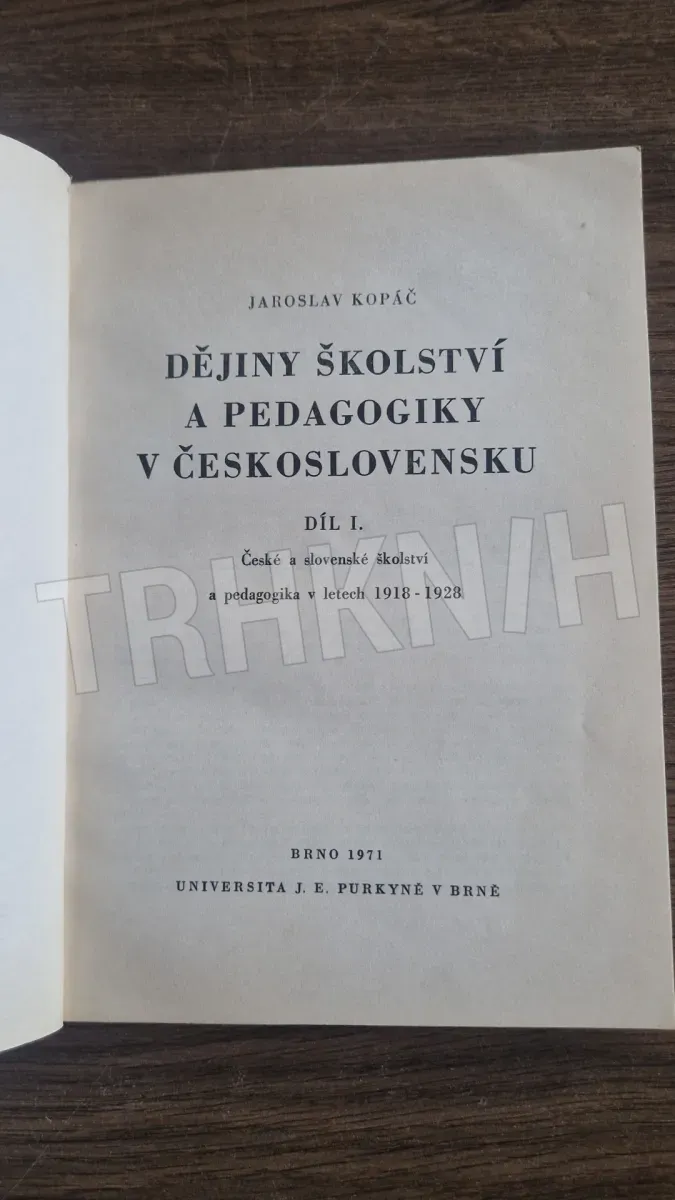 JAROSLAV KOPÁČ
DĚJINY ŠKOLSTVÍ
A PEDAGOGIKY
V ČESKOSLOVENSKU
DÍL I.
České a slovenské školství
a pedagogika v letech 1918 - 1928
TRHKNIH
BRNO 1971
UNIVERSITA J. E. PURKYNĚ V BRNĚ